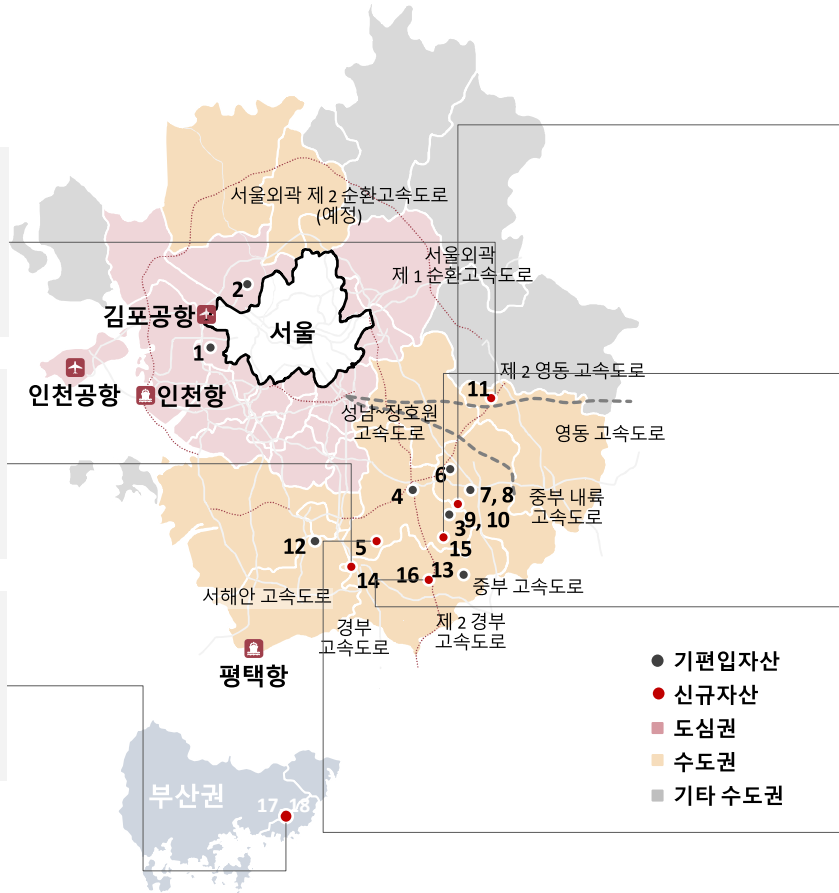 서울외곽 제 2 순환고속도로
(예정)
서울외곽
제 1 순환고속도로
2
김포공항
서울
1
인천공항
인천항
제 2 영동 고속도로
11
성남~장호원
고속도로
영동 고속도로
6
4
7, 8
중부 내륙
고속도로
3
9, 10
12
5
15
14
16
13
중부 고속도로
서해안 고속도로
경부
고속도로
제 2 경부
고속도로
평택항
기편입자산
신규자산
도심권
수도권
기타 수도권
부산권
17, 18